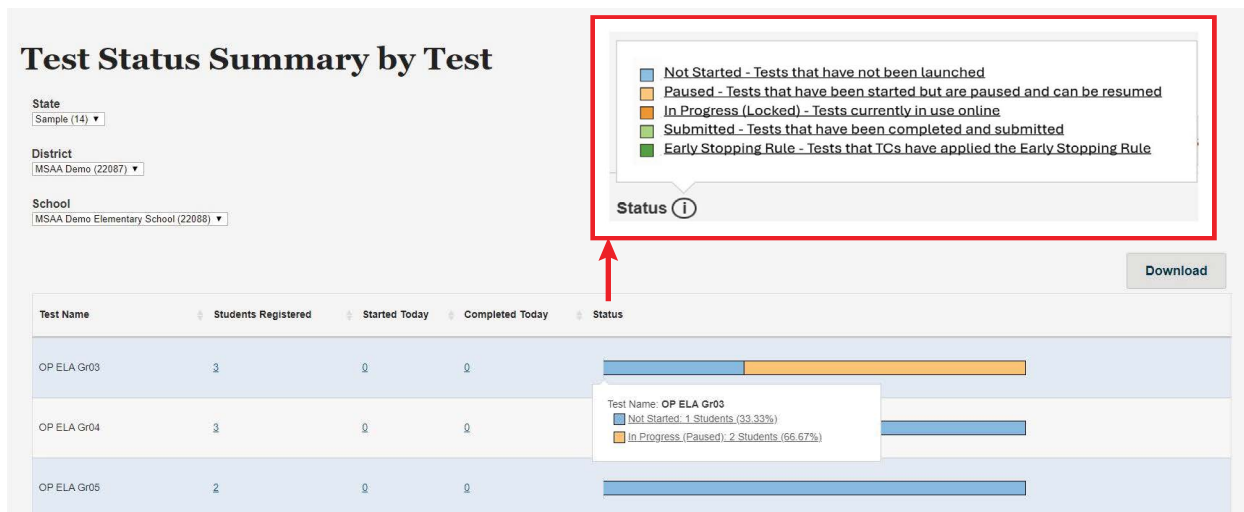 Test Status Summary by Test
State
Sample (14) ▼
District
MSAA Demo (22087) ▼
School
MSAA Demo Elementary School (22088) ▼
Not Started - Tests that have not been launched
Paused - Tests that have been started but are paused and can be resumed
In Progress (Locked) - Tests currently in use online
Submitted - Tests that have been completed and submitted
Early Stopping Rule - Tests that TCs have applied the Early Stopping Rule
Status i
Download
Test Name Students Registered Started Today Completed Today Status
OP ELA Gr03 3 0 0
Test Name: OP ELA Gr03
Not Started: 1 Students (33.33%)
In Progress (Paused): 2 Students (66.67%)
OP ELA Gr04 3 0 0
OP ELA Gr05 2 0 0